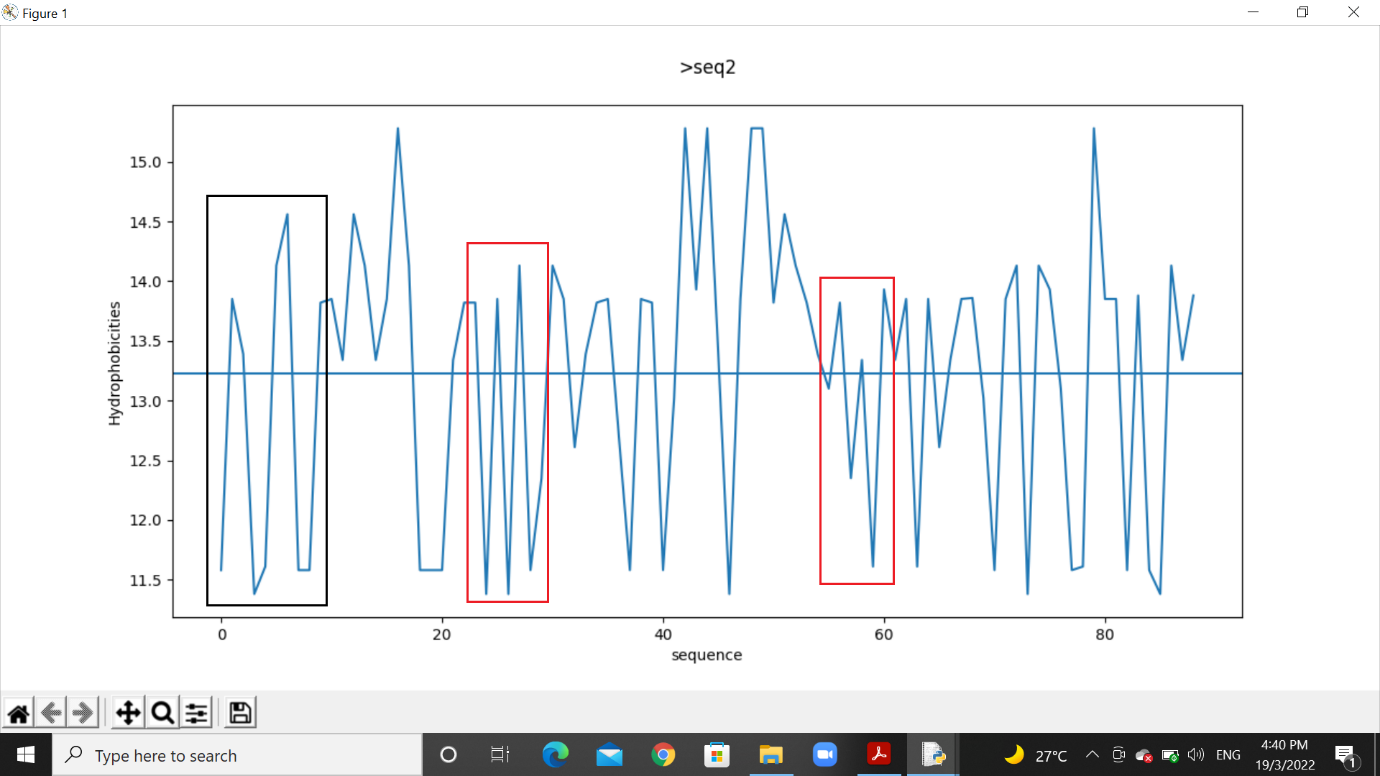 Figure 1
>seq2
Hydrophobicities
15.0
14.5
14.0
13.5
13.0
12.5
12.0
11.5
0 20 40 60 80
sequence
Type here to search
27°C
ENG
4:40 PM
19/3/2022
1